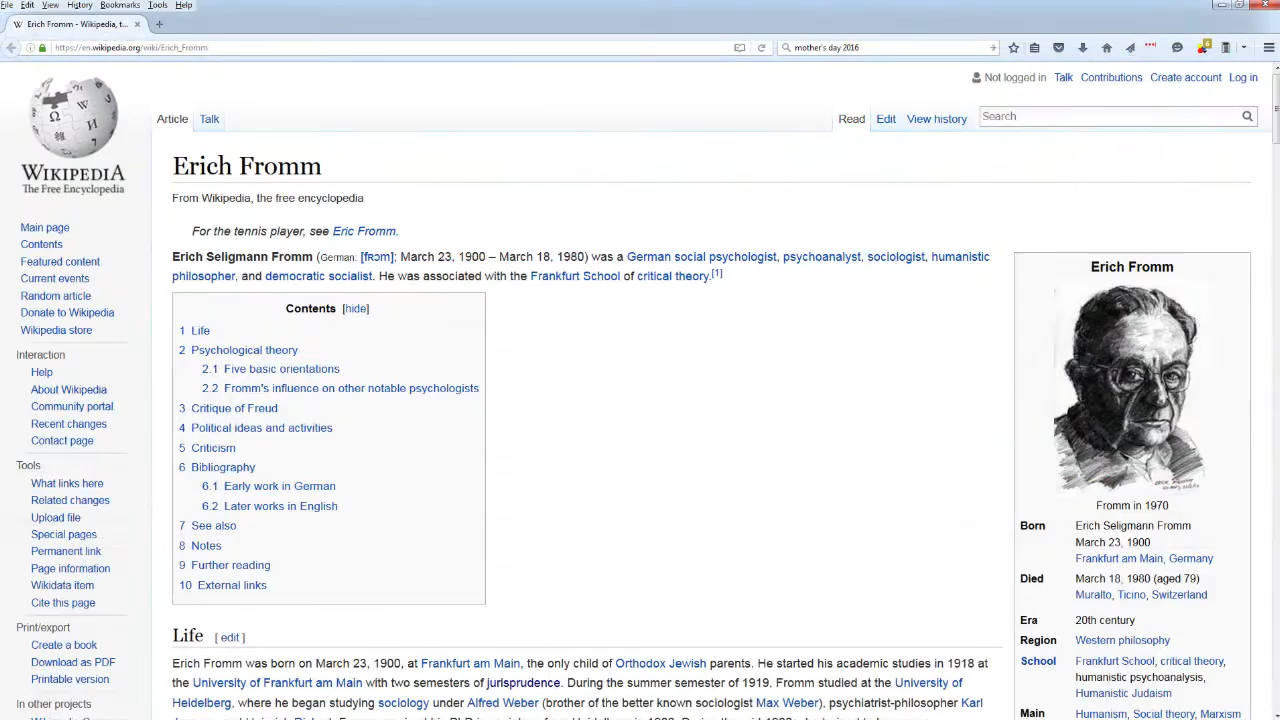 File Edit View History Bookmarks Tools Help
Erich Fromm - Wikipedia, t...
https://en.wikipedia.org/wiki/Erich_Fromm
mother's day 2016
6
Not logged in Talk Contributions Create account Log in
Article Talk
Read Edit View history
Search
WIKIPEDIA
The Free Encyclopedia
Main page
Contents
Featured content
Current events
Random article
Donate to Wikipedia
Wikipedia store
Interaction
Help
About Wikipedia
Community portal
Recent changes
Contact page
Tools
What links here
Related changes
Upload file
Special pages
Permanent link
Page information
Wikidata item
Cite this page
Print/export
Create a book
Download as PDF
Printable version
In other projects
Erich Fromm
From Wikipedia, the free encyclopedia
For the tennis player, see Eric Fromm.
Erich Seligmann Fromm (German: [fʀɔm]; March 23, 1900 – March 18, 1980) was a German social psychologist, psychoanalyst, sociologist, humanistic
philosopher, and democratic socialist. He was associated with the Frankfurt School of critical theory.[1]
Contents [hide]
1 Life
2 Psychological theory
2.1 Five basic orientations
2.2 Fromm's influence on other notable psychologists
3 Critique of Freud
4 Political ideas and activities
5 Criticism
6 Bibliography
6.1 Early work in German
6.2 Later works in English
7 See also
8 Notes
9 Further reading
10 External links
Life [ edit ]
Erich Fromm was born on March 23, 1900, at Frankfurt am Main, the only child of Orthodox Jewish parents. He started his academic studies in 1918 at
the University of Frankfurt am Main with two semesters of jurisprudence. During the summer semester of 1919, Fromm studied at the University of
Heidelberg, where he began studying sociology under Alfred Weber (brother of the better known sociologist Max Weber), psychiatrist-philosopher Karl
Erich Fromm
Fromm in 1970
Born Erich Seligmann Fromm
March 23, 1900
Frankfurt am Main, Germany
Died March 18, 1980 (aged 79)
Muralto, Ticino, Switzerland
Era 20th century
Region Western philosophy
School Frankfurt School, critical theory,
humanistic psychoanalysis,
Humanistic Judaism
Main Humanism, Social theory, Marxism